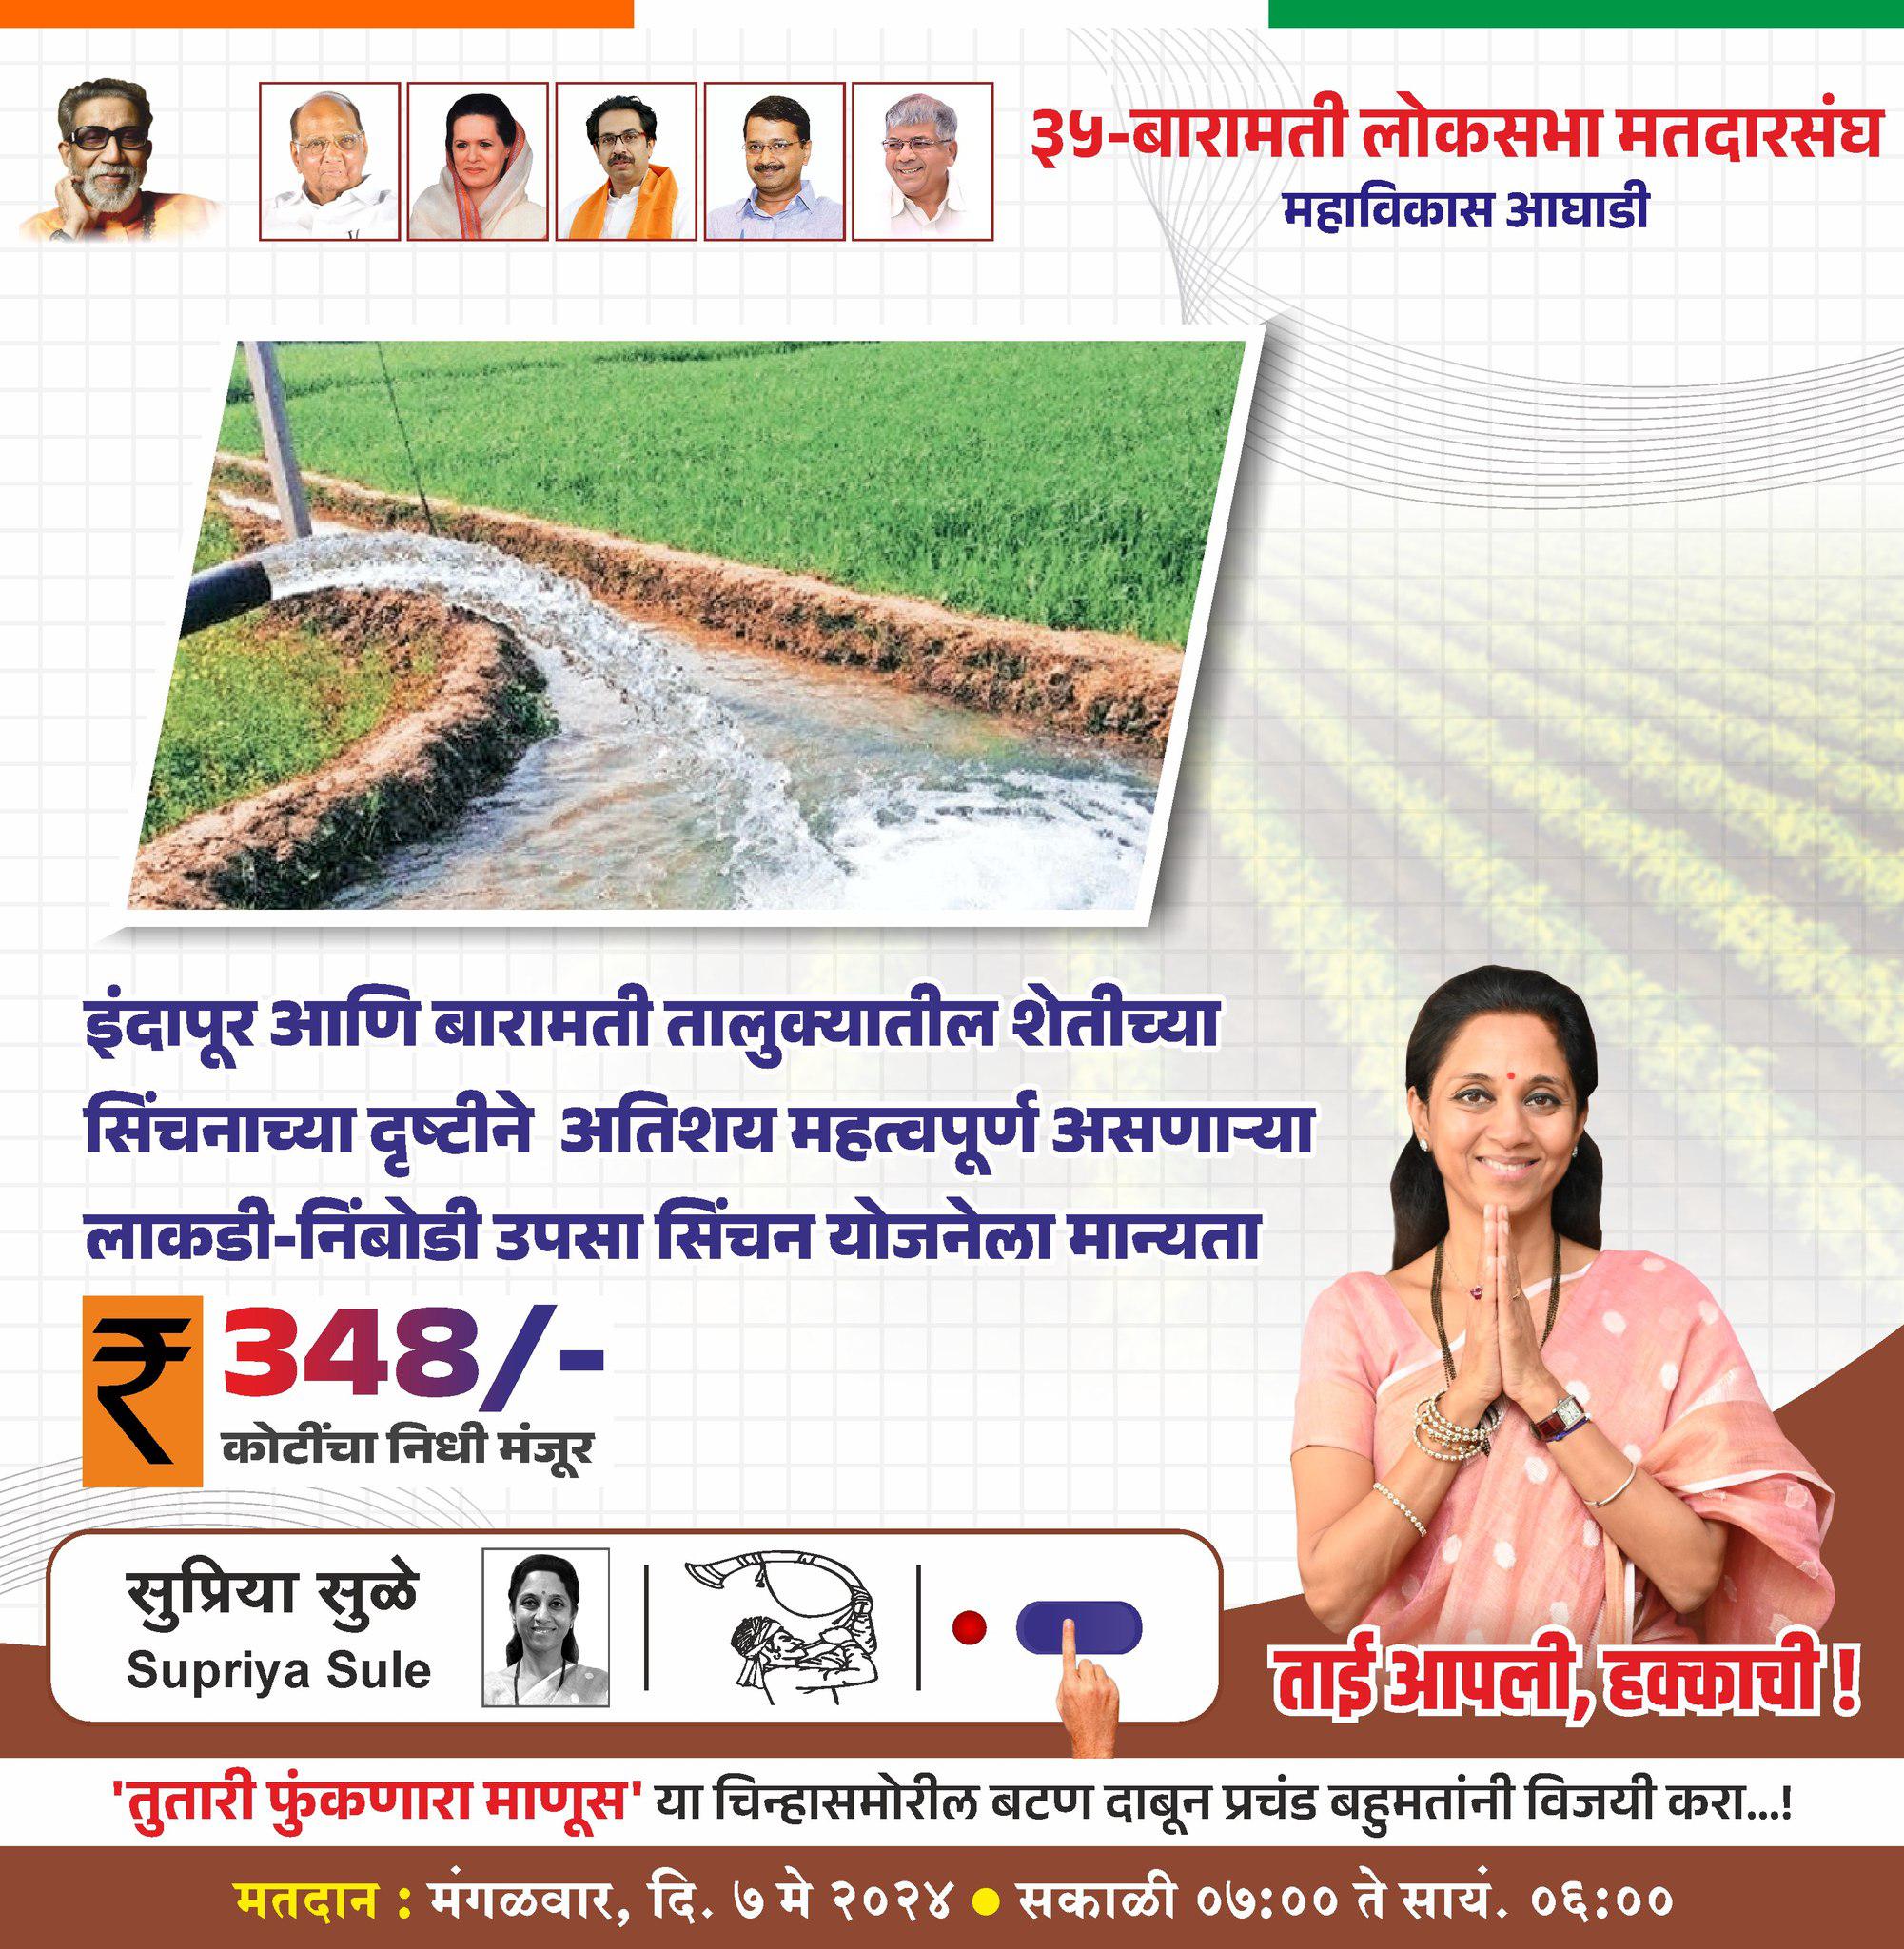 ३५-बारामती लोकसभा मतदारसंघ
महाविकास आघाडी
इंदापूर आणि बारामती तालुक्यातील शेतीच्या
सिंचनाच्या दृष्टीने अतिशय महत्वपूर्ण असणाऱ्या
लाकडी-निंबोडी उपसा सिंचन योजनेला मान्यता
₹ 348/-
कोटींचा निधी मंजूर
सुप्रिया सुळे
Supriya Sule
ताई आपली, हक्काची !
'तुतारी फुंकणारा माणूस' या चिन्हासमोरील बटण दाबून प्रचंड बहुमतांनी विजयी करा...!
मतदान : मंगळवार, दि. ७ मे २०२४ ● सकाळी ०७:०० ते सायं. ०६:००